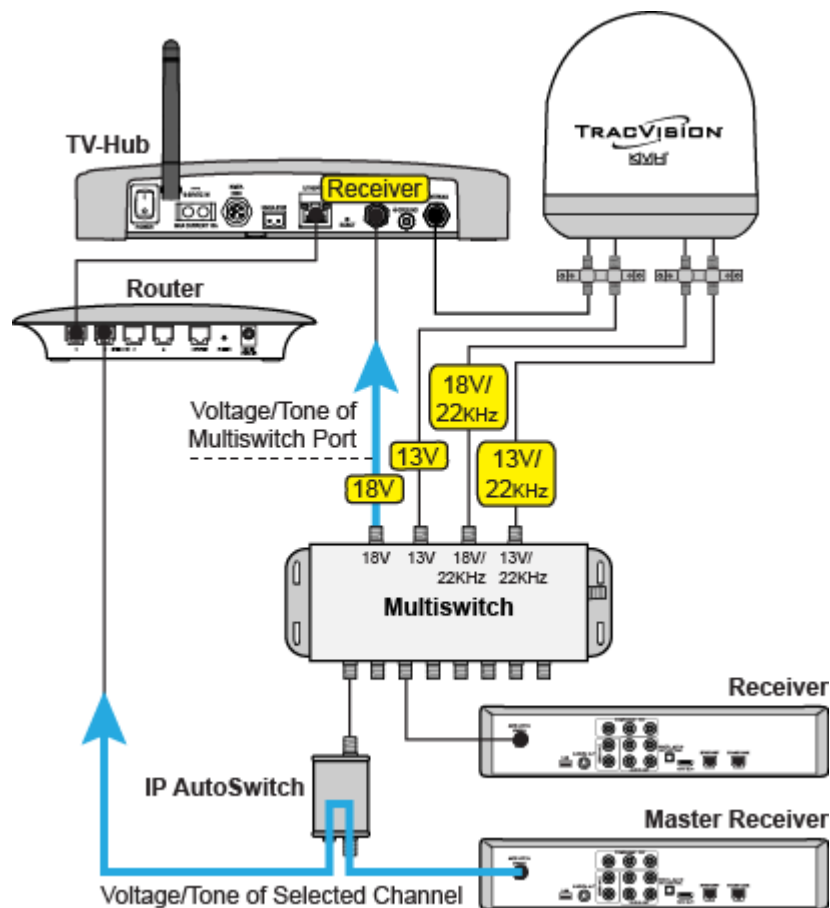 TV-Hub
Receiver
TRACVISION
KVH
POWER
Router
Voltage/Tone of
Multiswitch Port
18V/
22KHz
13V
13V/
22KHz
18V
18V
13V
18V/
22KHz
13V/
22KHz
Multiswitch
Receiver
IP AutoSwitch
Master Receiver
Voltage/Tone of Selected Channel